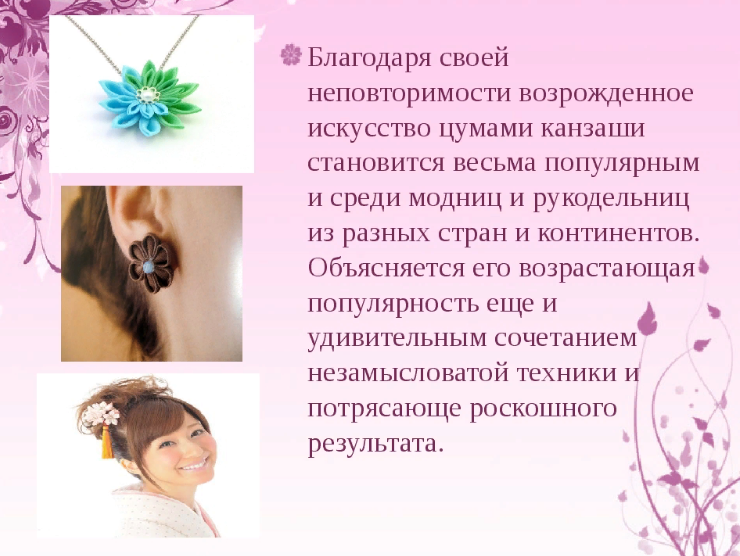 Благодаря своей
неповторимости возрожденное
искусство цумами канзаши
становится весьма популярным
и среди модниц и рукодельниц
из разных стран и континентов.
Объясняется его возрастающая
популярность еще и
удивительным сочетанием
незамысловатой техники и
потрясающе роскошного
результата.